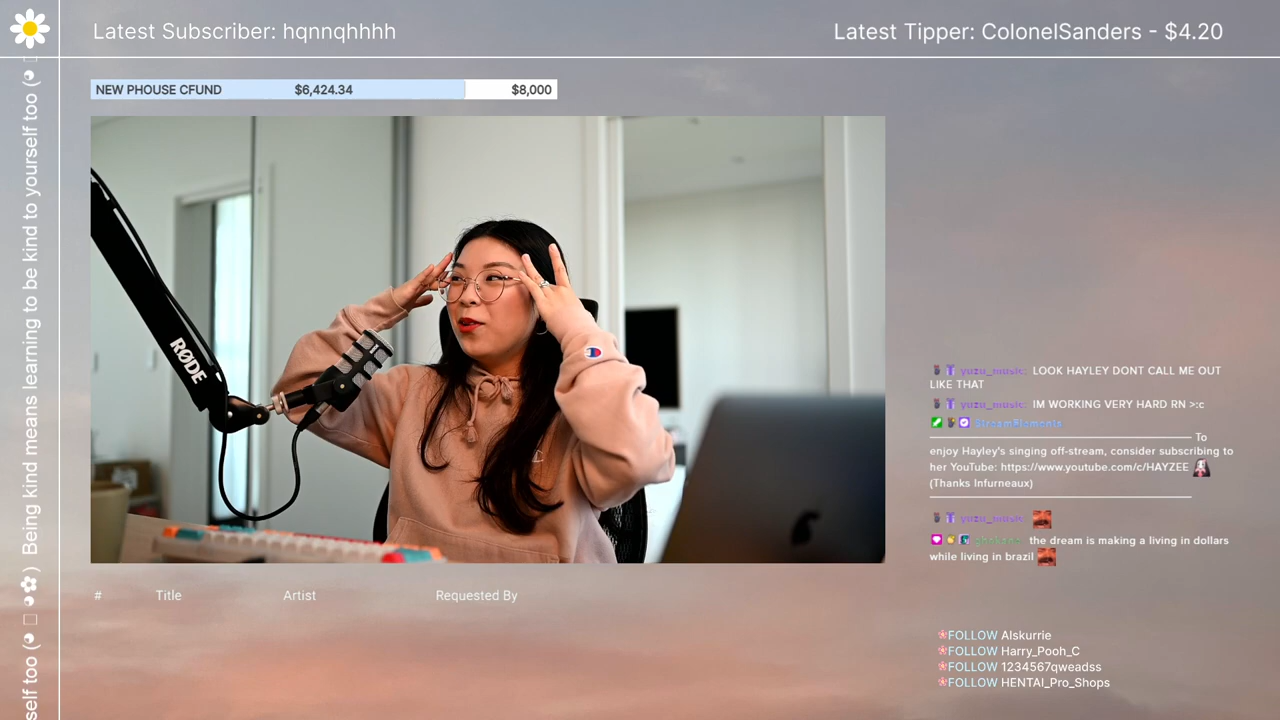 Latest Subscriber: hqnnqhhhh
Latest Tipper: ColonelSanders - $4.20
NEW PHOUSE CFUND $6,424.34 $8,000
Being kind means learning to be kind to yourself too
self too
RØDE
yuzu_music: LOOK HAYLEY DONT CALL ME OUT
LIKE THAT
yuzu_music: IM WORKING VERY HARD RN >:c
StreamElements
To
enjoy Hayley's singing off-stream, consider subscribing to
her YouTube: https://www.youtube.com/c/HAYZEE
(Thanks Infurneaux)
yuzu_music:
the dream is making a living in dollars
while living in brazil
# Title Artist Requested By
FOLLOW Alskurrie
FOLLOW Harry_Pooh_C
FOLLOW 1234567qweadss
FOLLOW HENTAI_Pro_Shops